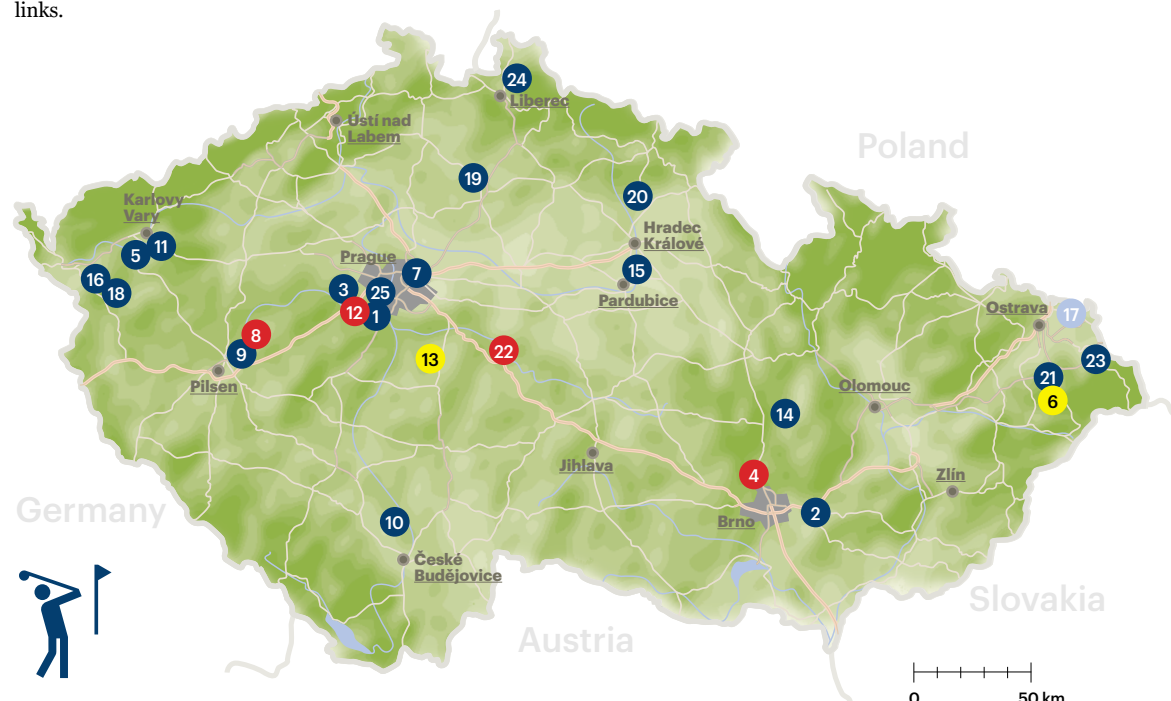 links.
24
Liberec
Ústí nad
Labem
Poland
19
Karlovy
Vary
20
5
11
Hradec
Králové
Prague
16
18
3
7
25
15
Pardubice
12
1
Ostrava
17
8
9
22
13
23
21
6
Pilsen
Olomouc
14
Jihlava
4
Zlín
Germany
10
Brno
2
České
Budějovice
Slovakia
Austria
0
50 km